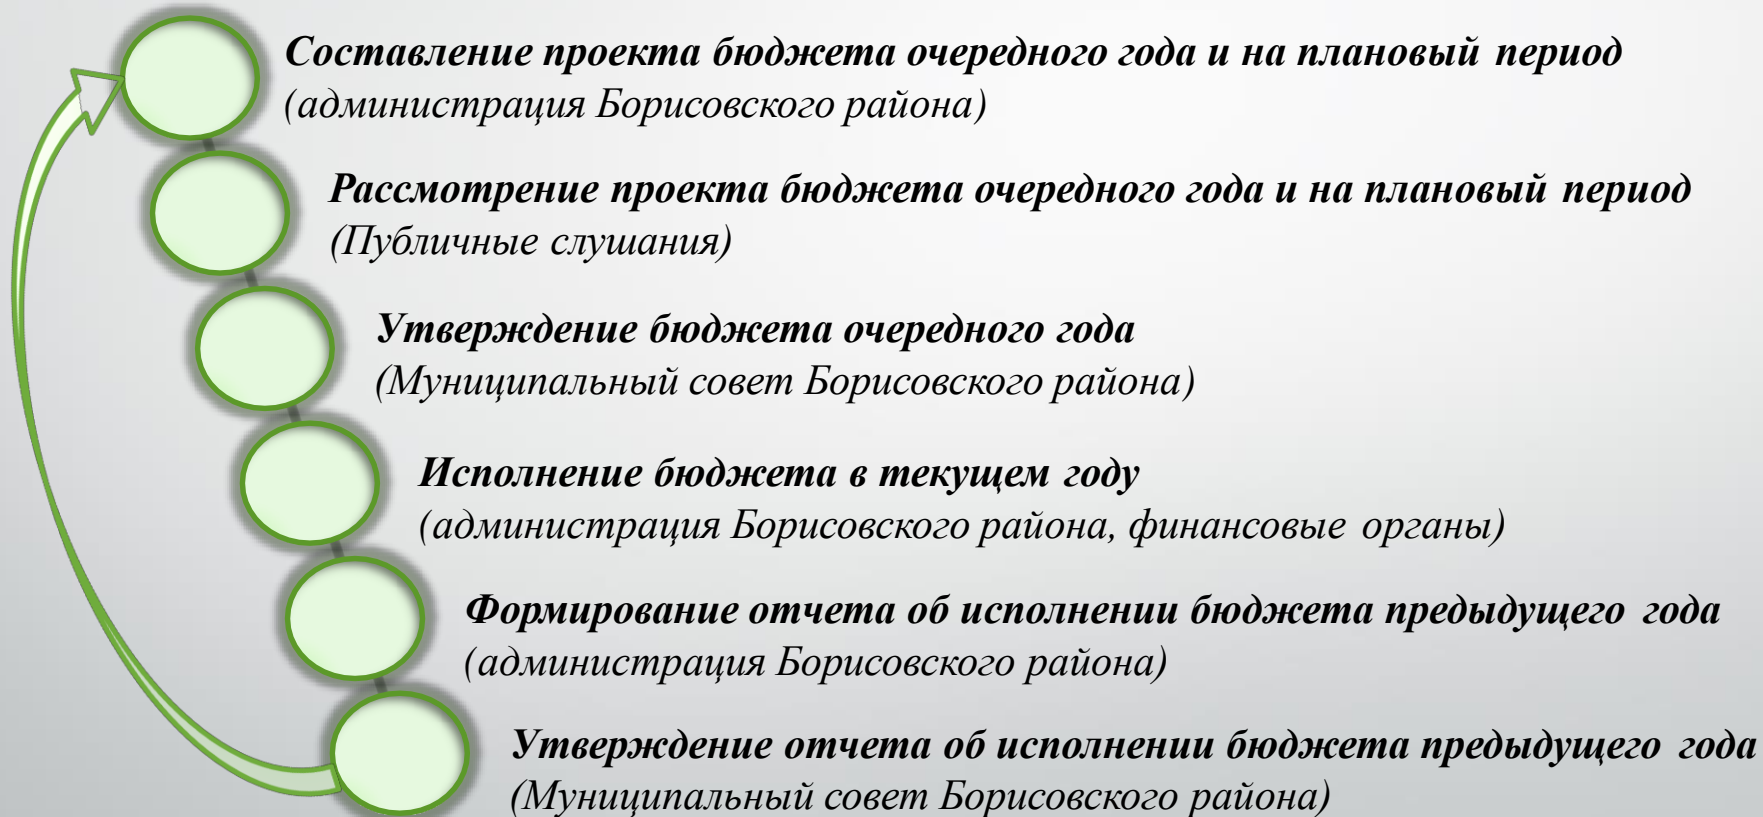 Составление проекта бюджета очередного года и на плановый период
(администрация Борисовского района)
Рассмотрение проекта бюджета очередного года и на плановый период
(Публичные слушания)
Утверждение бюджета очередного года
(Муниципальный совет Борисовского района)
Исполнение бюджета в текущем году
(администрация Борисовского района, финансовые органы)
Формирование отчета об исполнении бюджета предыдущего года
(администрация Борисовского района)
Утверждение отчета об исполнении бюджета предыдущего года
(Муниципальный совет Борисовского района)